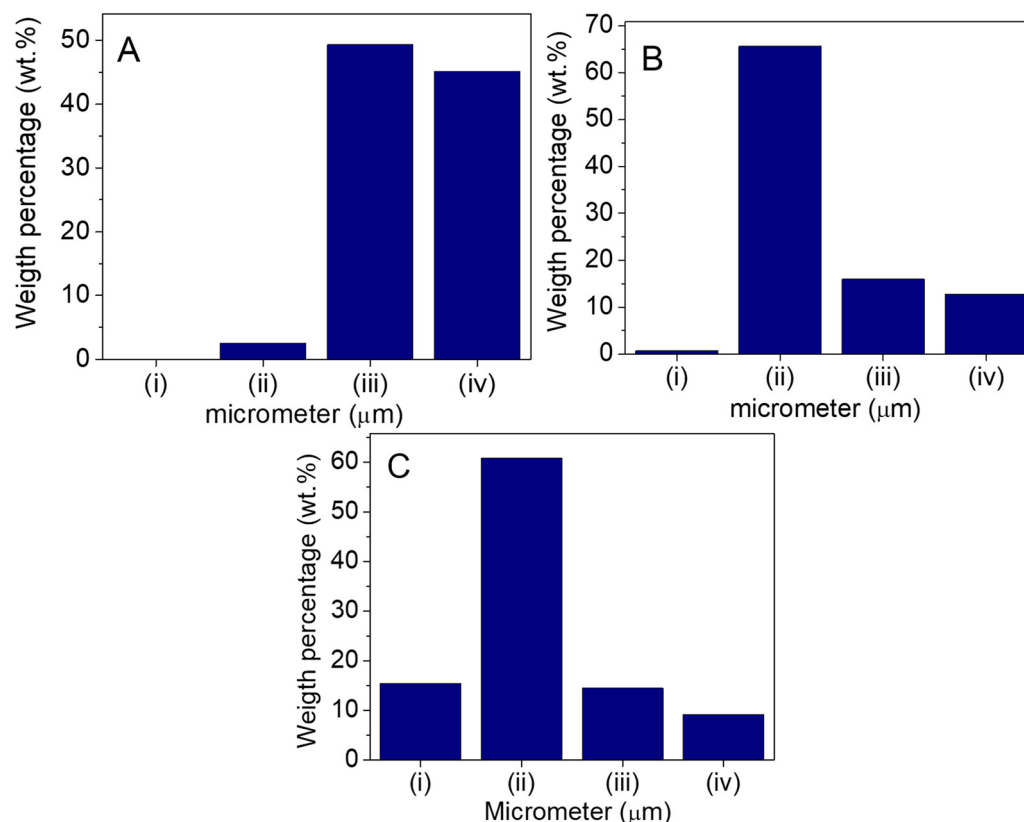 A
Weigth percentage (wt.%)
50
40
30
20
10
0
(i) (ii) (iii) (iv)
micrometer (μm)
B
Weigth percentage (wt.%)
70
60
50
40
30
20
10
0
(i) (ii) (iii) (iv)
micrometer (μm)
C
Weigth percentage (wt.%)
60
50
40
30
20
10
0
(i) (ii) (iii) (iv)
Micrometer (μm)